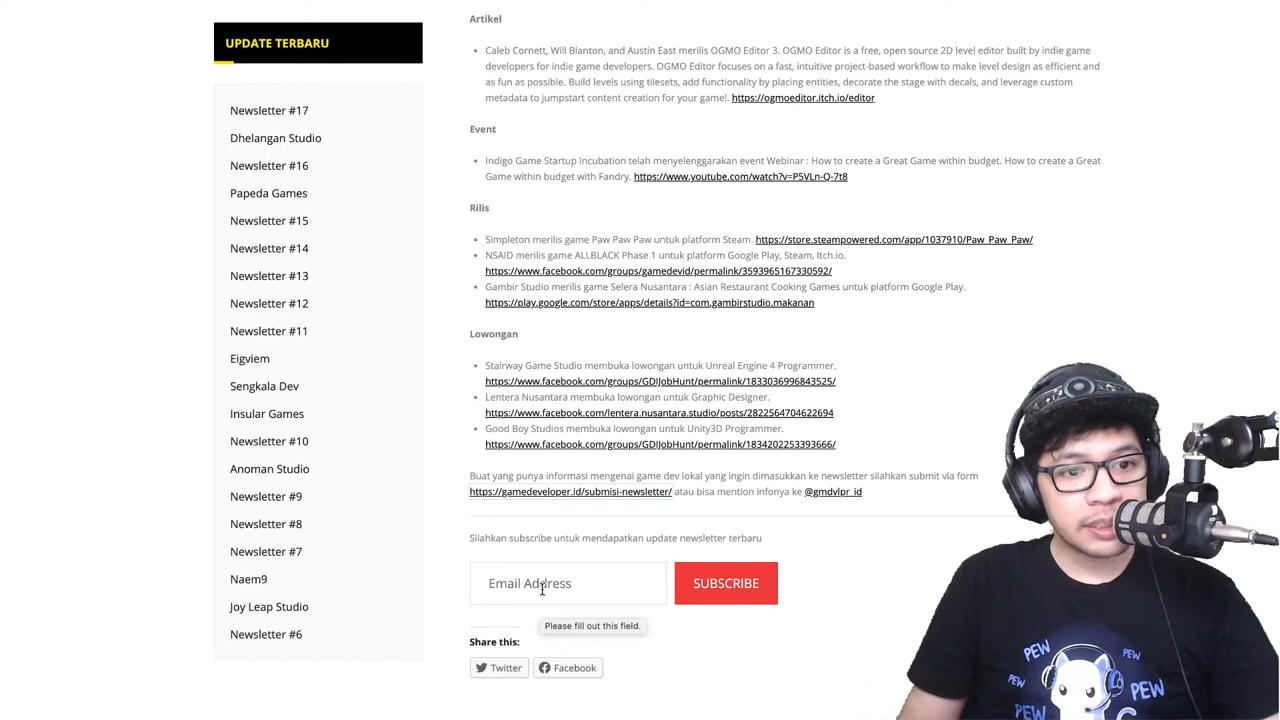 UPDATE TERBARU
Newsletter #17
Dhelangan Studio
Newsletter #16
Papeda Games
Newsletter #15
Newsletter #14
Newsletter #13
Newsletter #12
Newsletter #11
Eigviem
Sengkala Dev
Insular Games
Newsletter #10
Anoman Studio
Newsletter #9
Newsletter #8
Newsletter #7
Naem9
Joy Leap Studio
Newsletter #6
Artikel
Caleb Cornett, Will Blanton, and Austin East merilis OGMO Editor 3. OGMO Editor is a free, open source 2D level editor built by indie game
developers for indie game developers. OGMO Editor focuses on a fast, intuitive project-based workflow to make level design as efficient and
as fun as possible. Build levels using tilesets, add functionality by placing entities, decorate the stage with decals, and leverage custom
metadata to jumpstart content creation for your game!. https://ogmoeditor.itch.io/editor
Event
Indigo Game Startup Incubation telah menyelenggarakan event Webinar : How to create a Great Game within budget. How to create a Great
Game within budget with Fandry. https://www.youtube.com/watch?v=P5VLn-Q-7t8
Rilis
Simpleton merilis game Paw Paw Paw untuk platform Steam. https://store.steampowered.com/app/1037910/Paw_Paw_Paw/
NSAID merilis game ALLBLACK Phase 1 untuk platform Google Play, Steam, Itch.io.
https://www.facebook.com/groups/gamedevid/permalink/3593965167330592/
Gambir Studio merilis game Selera Nusantara : Asian Restaurant Cooking Games untuk platform Google Play.
https://play.google.com/store/apps/details?id=com.gambirstudio.makanan
Lowongan
Stairway Game Studio membuka lowongan untuk Unreal Engine 4 Programmer.
https://www.facebook.com/groups/GDIJobHunt/permalink/1833036996843525/
Lentera Nusantara membuka lowongan untuk Graphic Designer.
https://www.facebook.com/lentera.nusantara.studio/posts/2822564704622694
Good Boy Studios membuka lowongan untuk Unity3D Programmer.
https://www.facebook.com/groups/GDIJobHunt/permalink/1834202253393666/
Buat yang punya informasi mengenai game dev lokal yang ingin dimasukkan ke newsletter silahkan submit via form
https://gamedeveloper.id/submisi-newsletter/ atau bisa mention infonya ke @gmdvlpr_id
Silahkan subscribe untuk mendapatkan update newsletter terbaru
Email Address
SUBSCRIBE
Please fill out this field.
Share this:
Twitter
Facebook
PEW
PEW
PEW
PEW
PEW